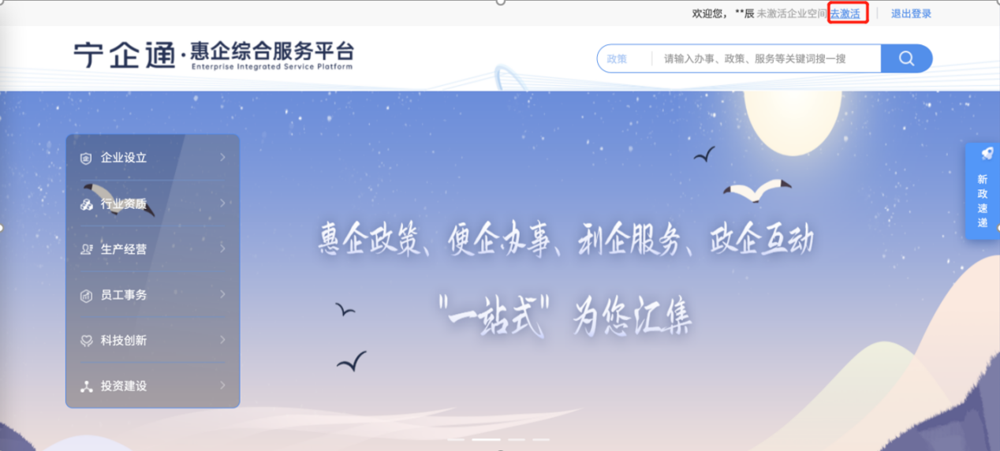 欢迎您， **辰 未激活企业空间 去激活 退出登录
宁企通·惠企综合服务平台
Enterprise Integrated Service Platform
政策 请输入办事、政策、服务等关键词搜一搜
企业设立
行业资质
生产经营
员工事务
科技创新
投资建设
惠企政策、便企办事、利企服务、政企互动
"一站式" 为您汇集
新政速递